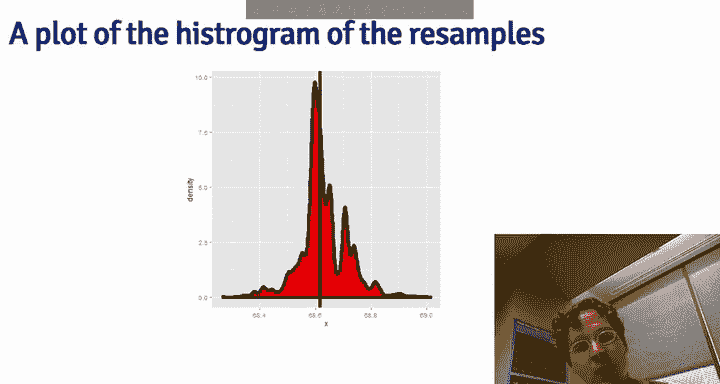 A plot of the histrogram of the resamples
10.0
7.5
density
5.0
2.5
0.0
68.4 68.6 68.8 69.0
x